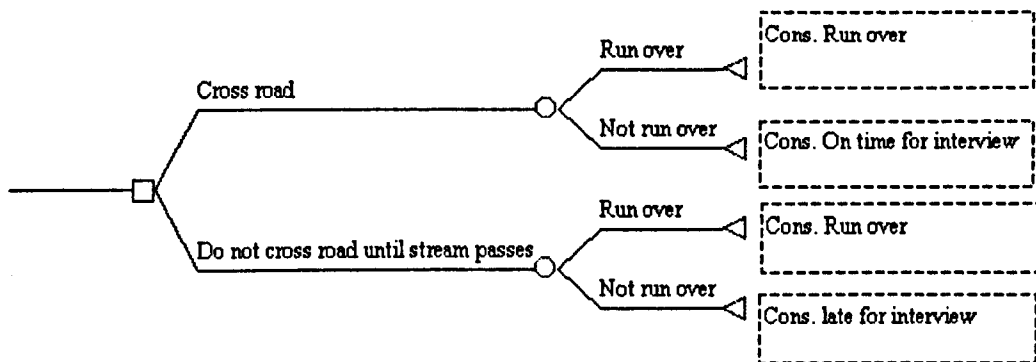 Cons. Run over
Run over
Cross road
Not run over
Cons. On time for interview
Run over
Cons. Run over
Do not cross road until stream passes
Not run over
Cons. late for interview